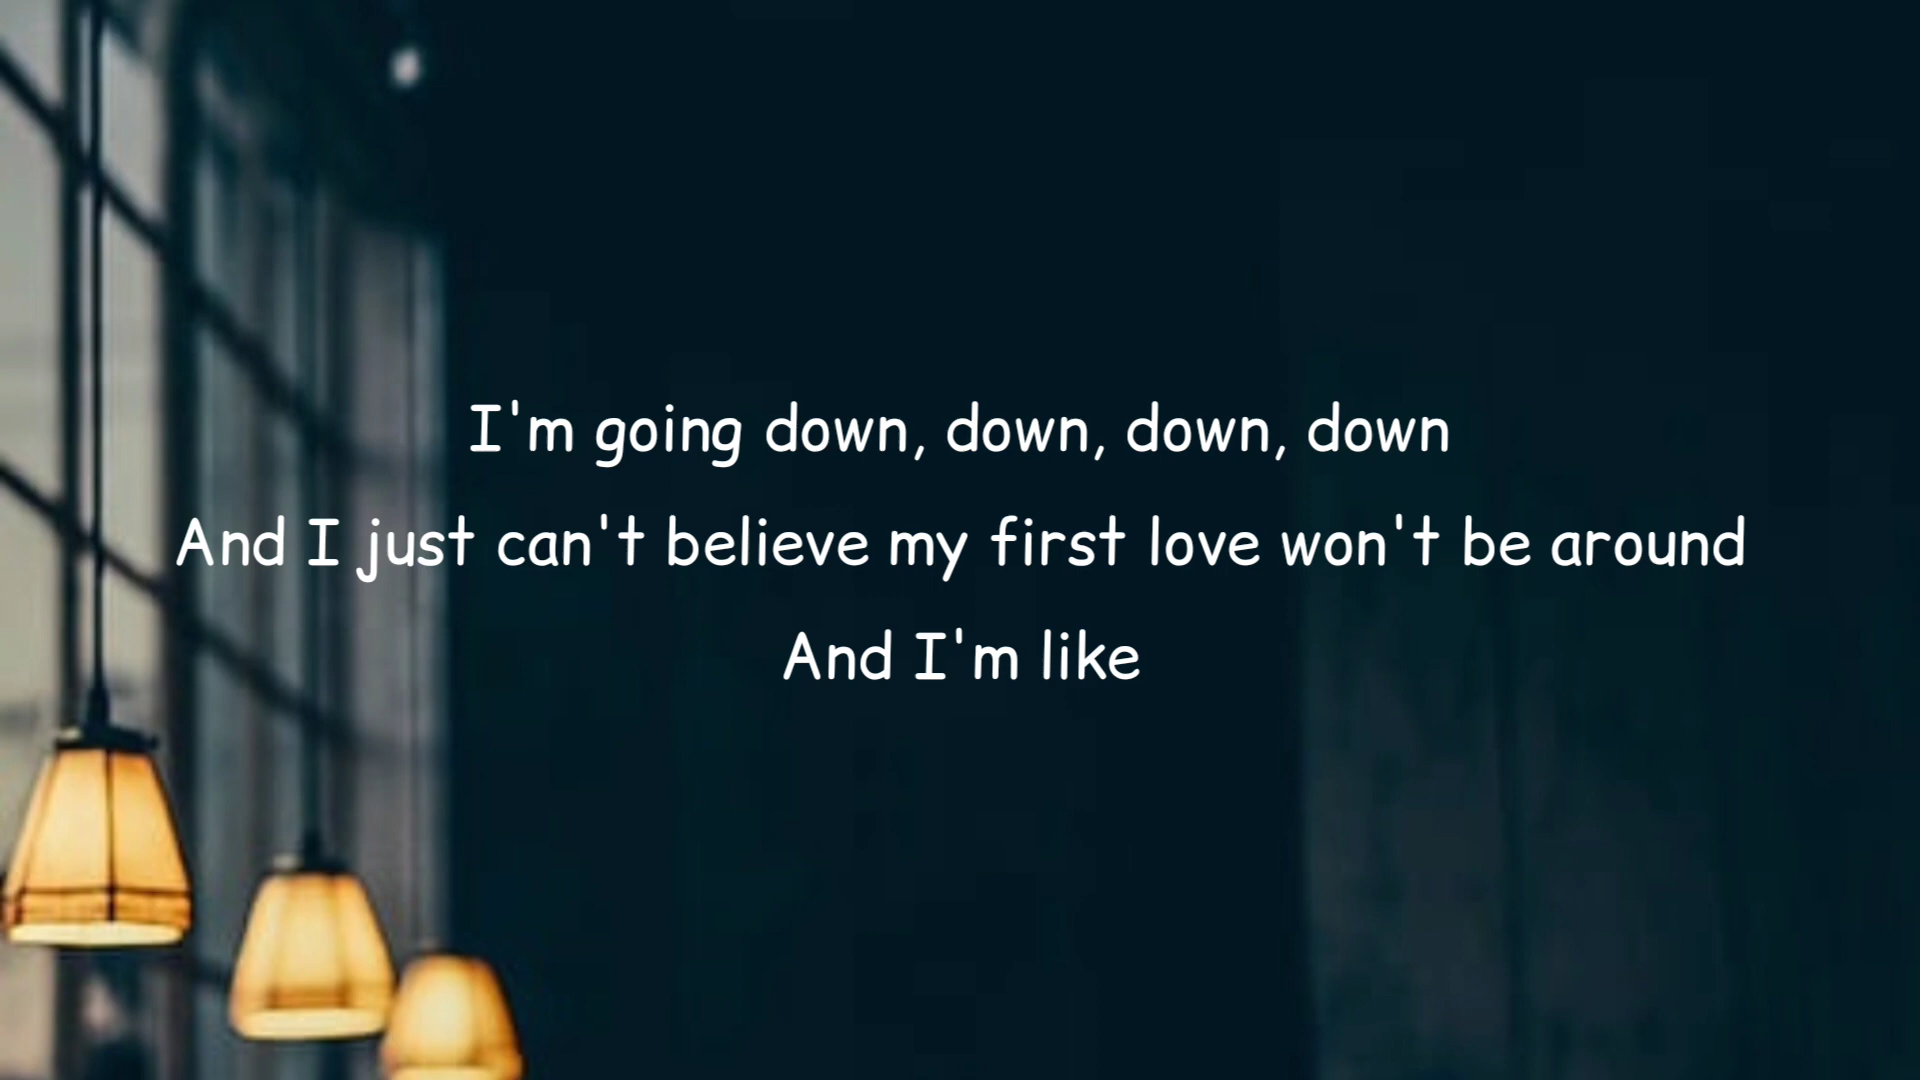 I'm going down, down, down, down
And I just can't believe my first love won't be around
And I'm like